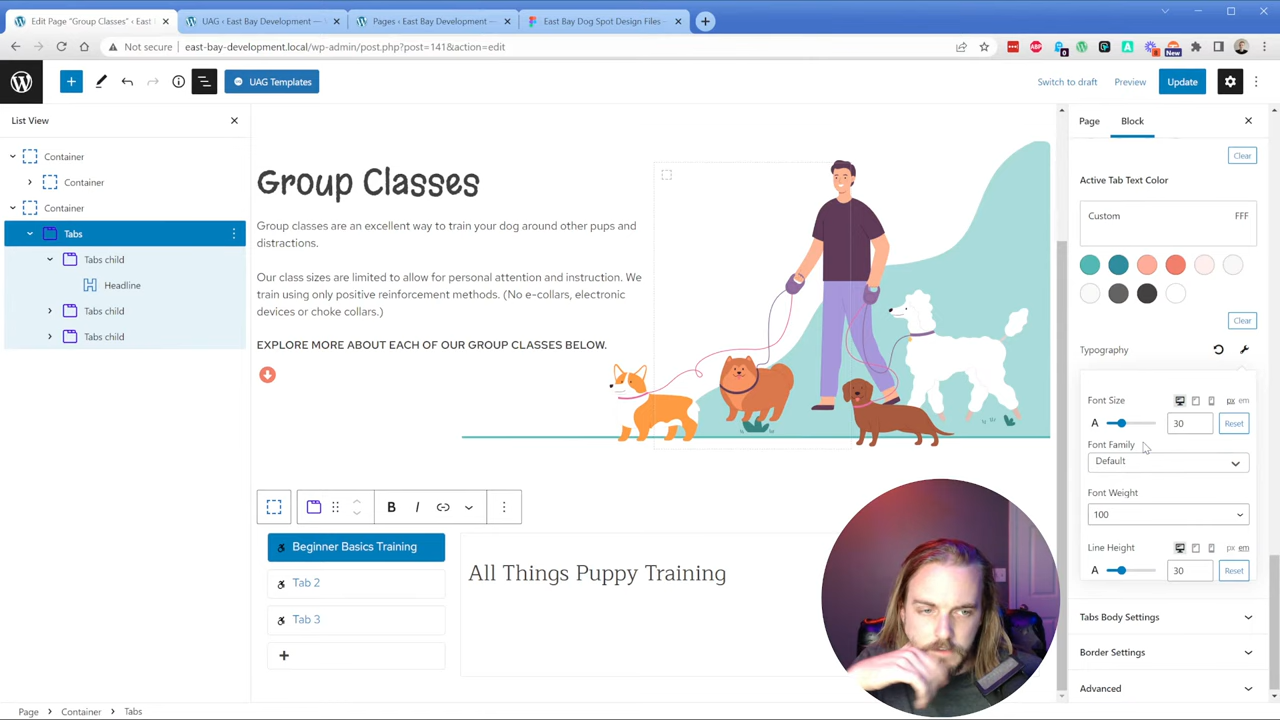 Edit Page "Group Classes" ‹ East B
UAG ‹ East Bay Development —
Pages ‹ East Bay Development —
East Bay Dog Spot Design Files –
Not secure
east-bay-development.local/wp-admin/post.php?post=141&action=edit
ABP
New
UAG Templates
Switch to draft
Preview
Update
List View
Container
Container
Container
Tabs
Tabs child
Headline
Tabs child
Tabs child
Group Classes
Group classes are an excellent way to train your dog around other pups and
distractions.
Our class sizes are limited to allow for personal attention and instruction. We
train using only positive reinforcement methods. (No e-collars, electronic
devices or choke collars.)
EXPLORE MORE ABOUT EACH OF OUR GROUP CLASSES BELOW.
B I
Beginner Basics Training
Tab 2
Tab 3
All Things Puppy Training
Page
Block
Clear
Active Tab Text Color
Custom
FFF
Clear
Typography
Font Size
px em
A
30
Reset
Font Family
Default
Font Weight
100
Line Height
px em
A
30
Reset
Tabs Body Settings
Border Settings
Advanced
Page
Container
Tabs